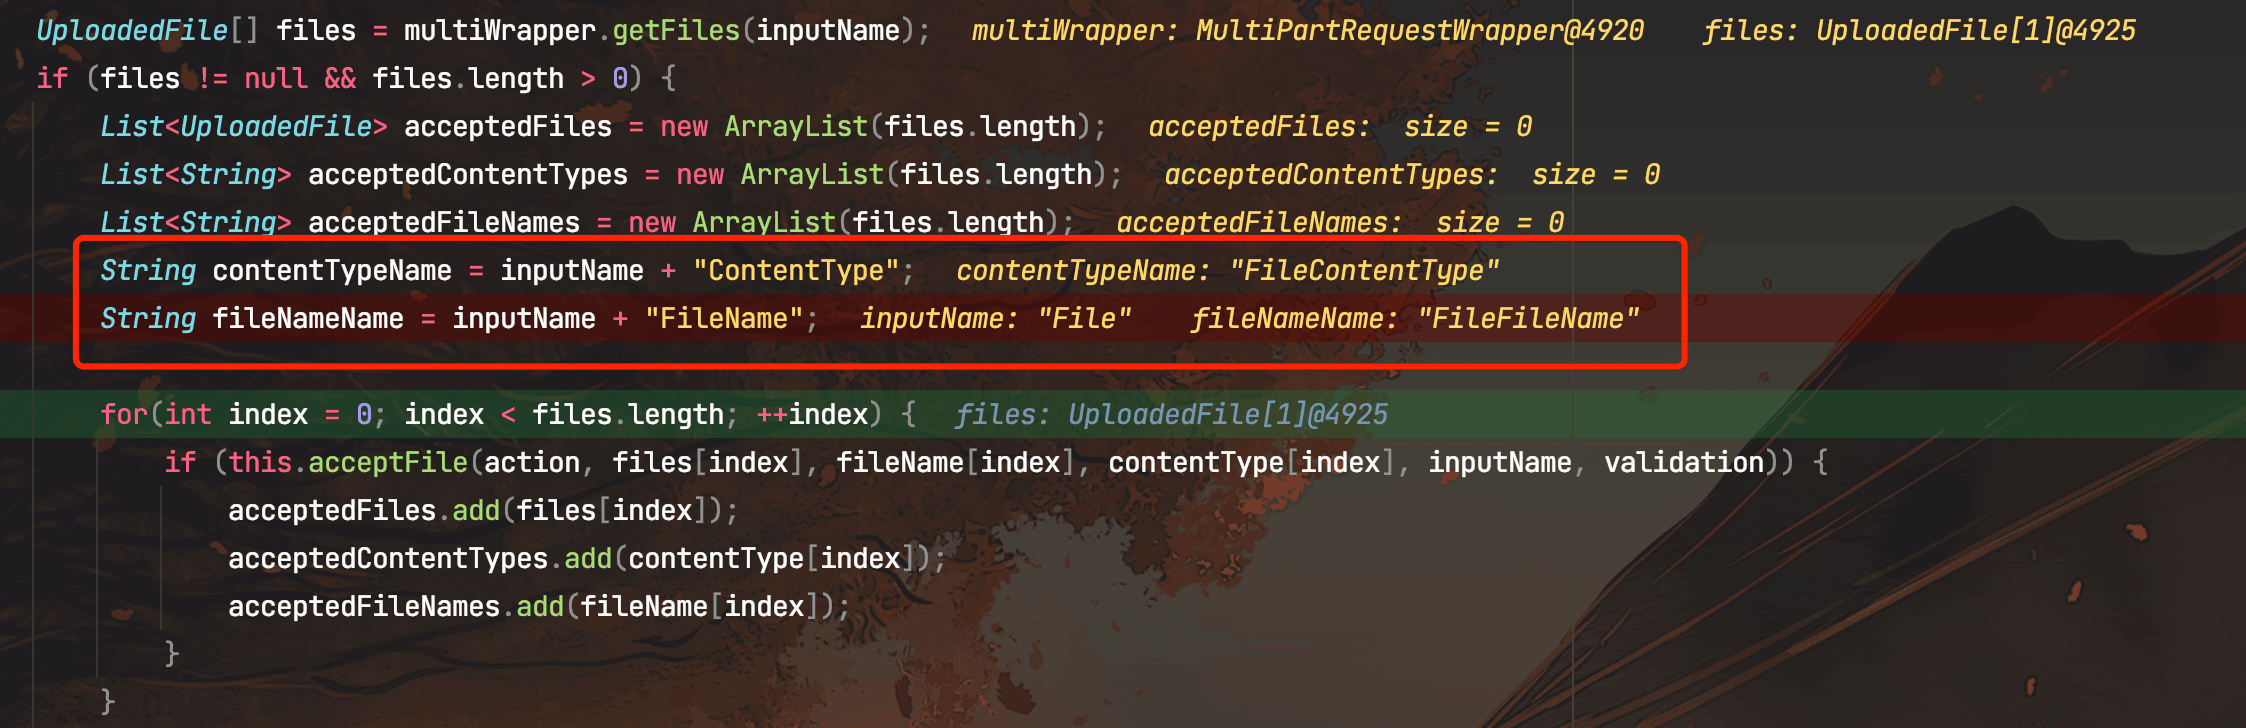 UploadedFile[] files = multiWrapper.getFiles(inputName);  multiWrapper: MultiPartRequestWrapper@4920    files: UploadedFile[1]@4925
if (files != null && files.length > 0) {
    List<UploadedFile> acceptedFiles = new ArrayList(files.length);  acceptedFiles:  size = 0
    List<String> acceptedContentTypes = new ArrayList(files.length);  acceptedContentTypes:  size = 0
    List<String> acceptedFileNames = new ArrayList(files.length);  acceptedFileNames:  size = 0
    String contentTypeName = inputName + "ContentType";  contentTypeName: "FileContentType"
    String fileNameName = inputName + "FileName";  inputName: "File"    fileNameName: "FileFileName"
    for(int index = 0; index < files.length; ++index) {  files: UploadedFile[1]@4925
        if (this.acceptFile(action, files[index], fileName[index], contentType[index], inputName, validation)) {
            acceptedFiles.add(files[index]);
            acceptedContentTypes.add(contentType[index]);
            acceptedFileNames.add(fileName[index]);
        }
    }